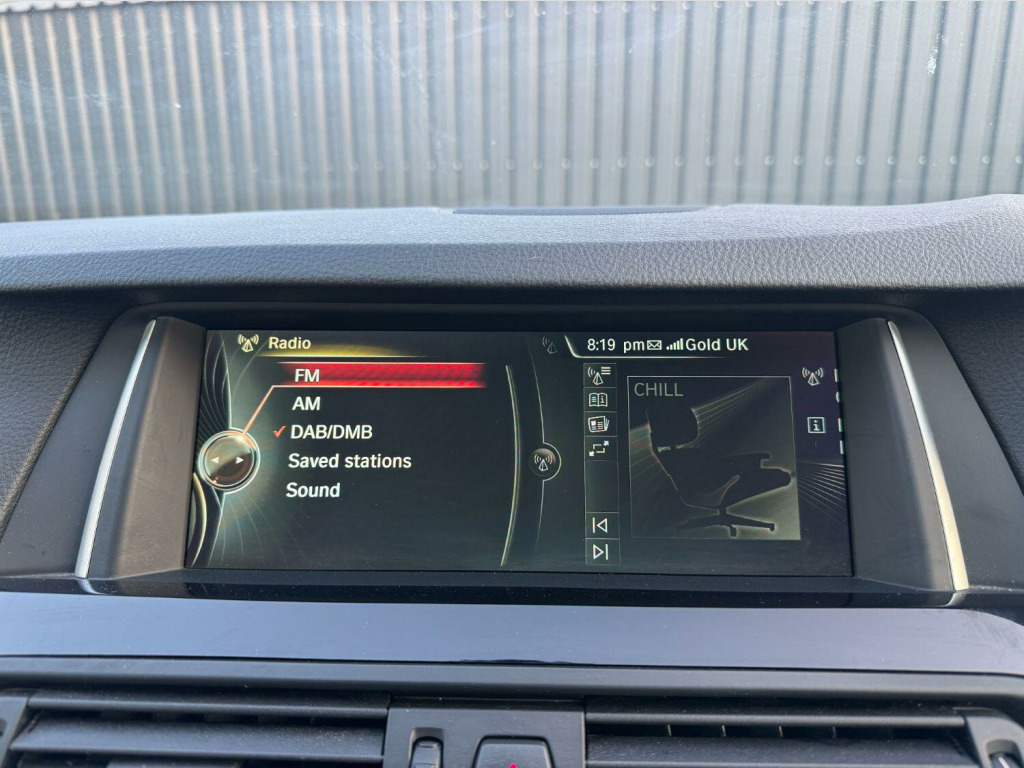 Radio
FM
AM
DAB/DMB
Saved stations
Sound
8:19 pm Gold UK
CHILL